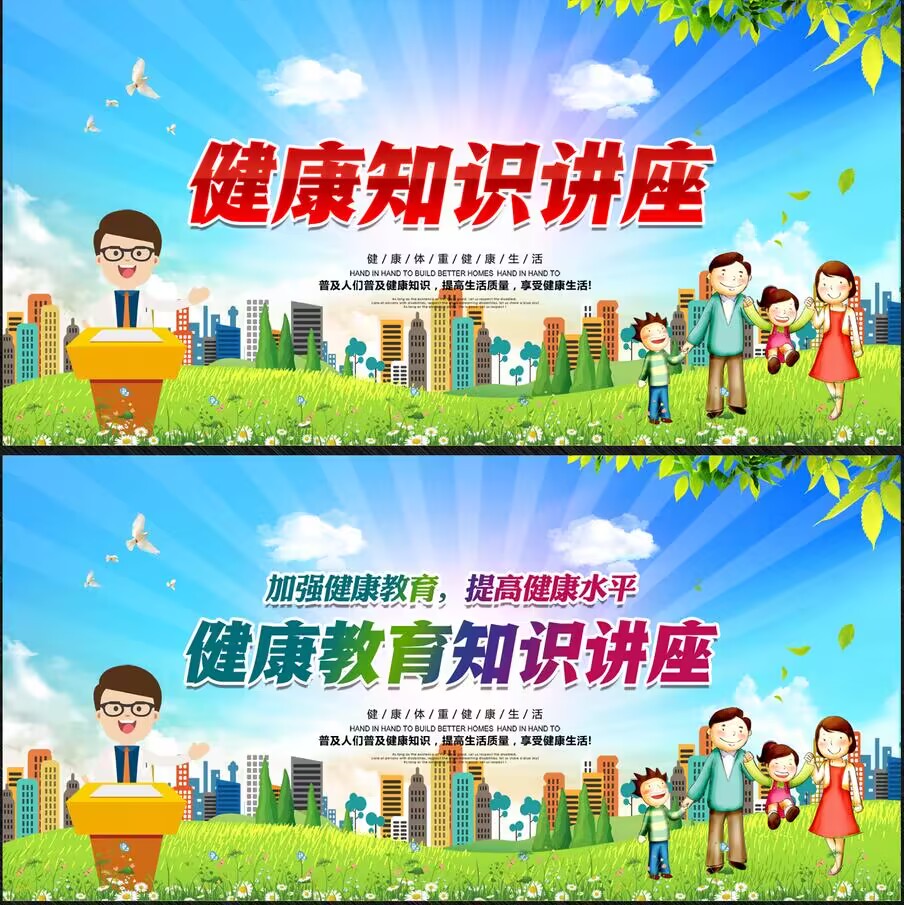 健康知识讲座
健/康/体/重/健/康/生/活
HAND IN HAND TO BUILD BETTER HOMES HAND IN HAND TO
普及人们普及健康知识，提高生活质量，享受健康生活!
加强健康教育，提高健康水平
健康教育知识讲座
健/康/体/重/健/康/生/活
HAND IN HAND TO BUILD BETTER HOMES HAND IN HAND TO
普及人们普及健康知识，提高生活质量，享受健康生活!